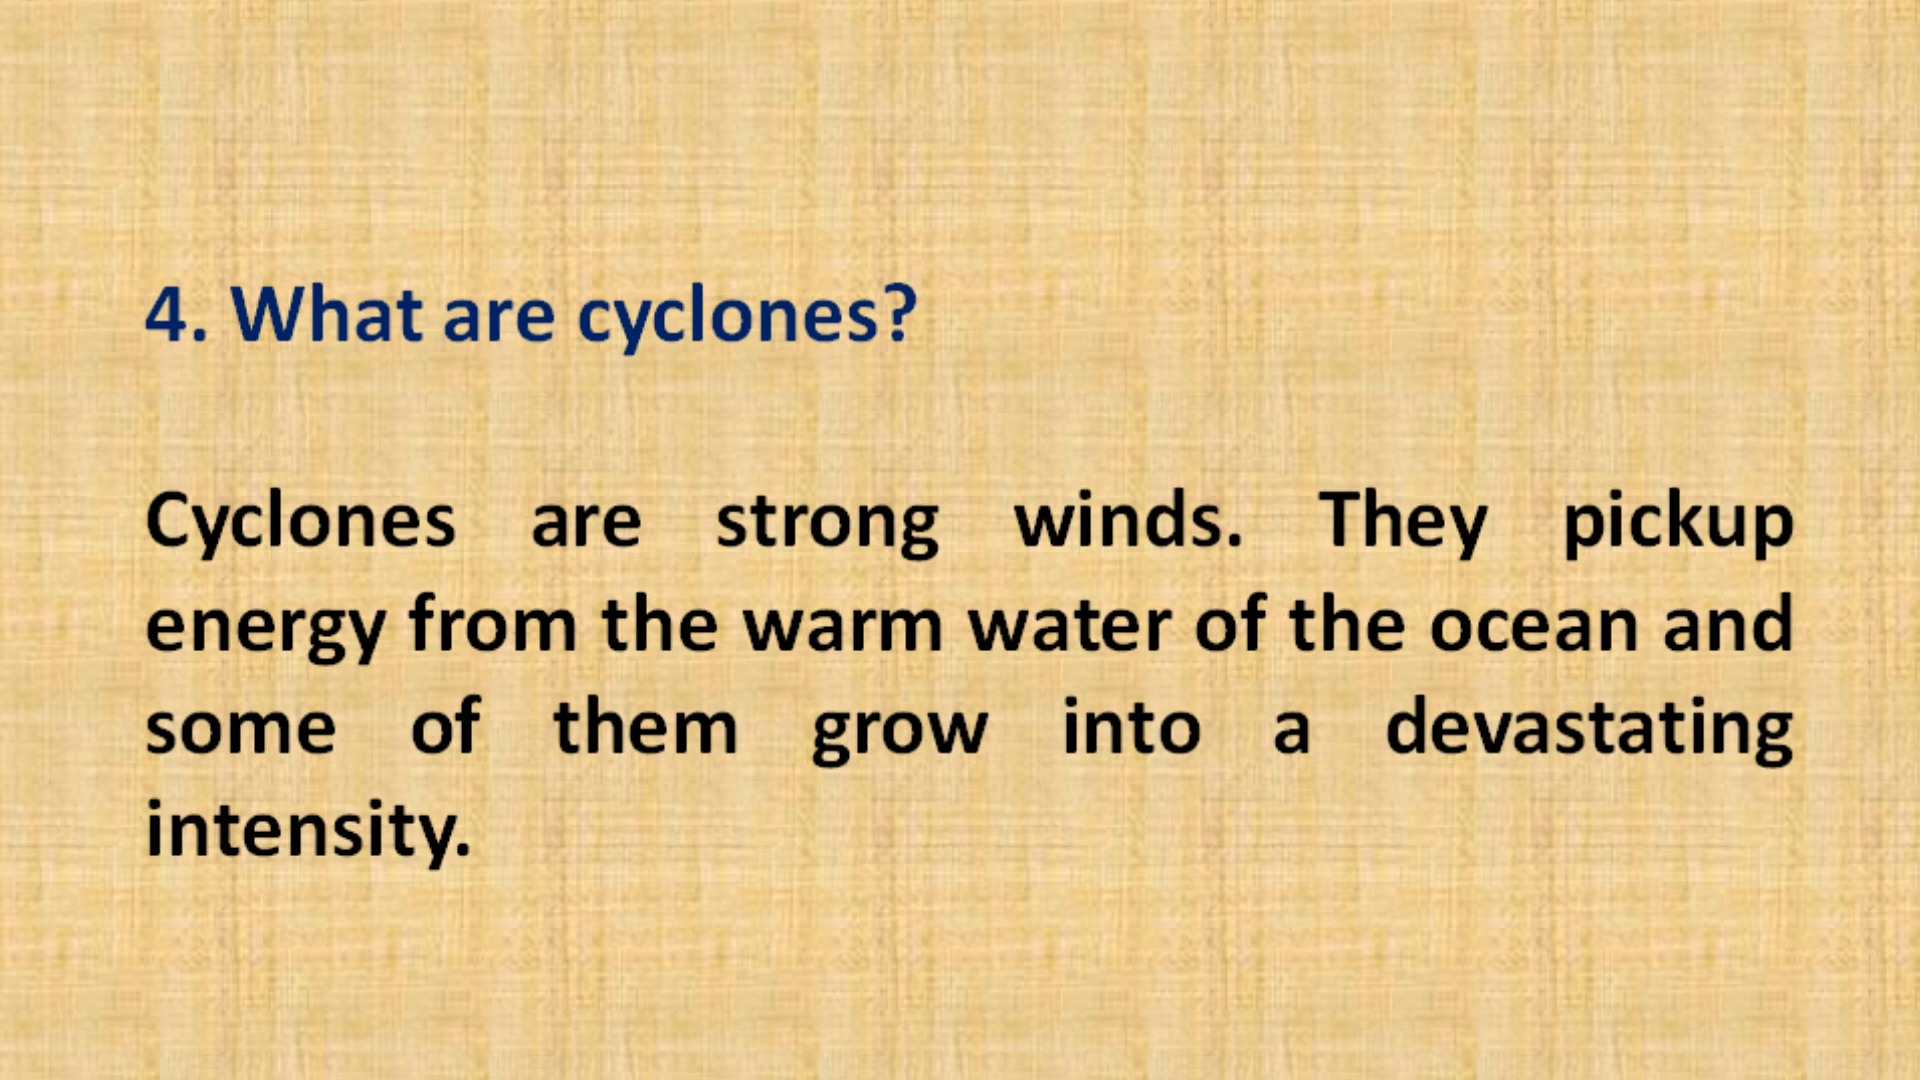 4. What are cyclones?
Cyclones are strong winds. They pickup
energy from the warm water of the ocean and
some of them grow into a devastating
intensity.